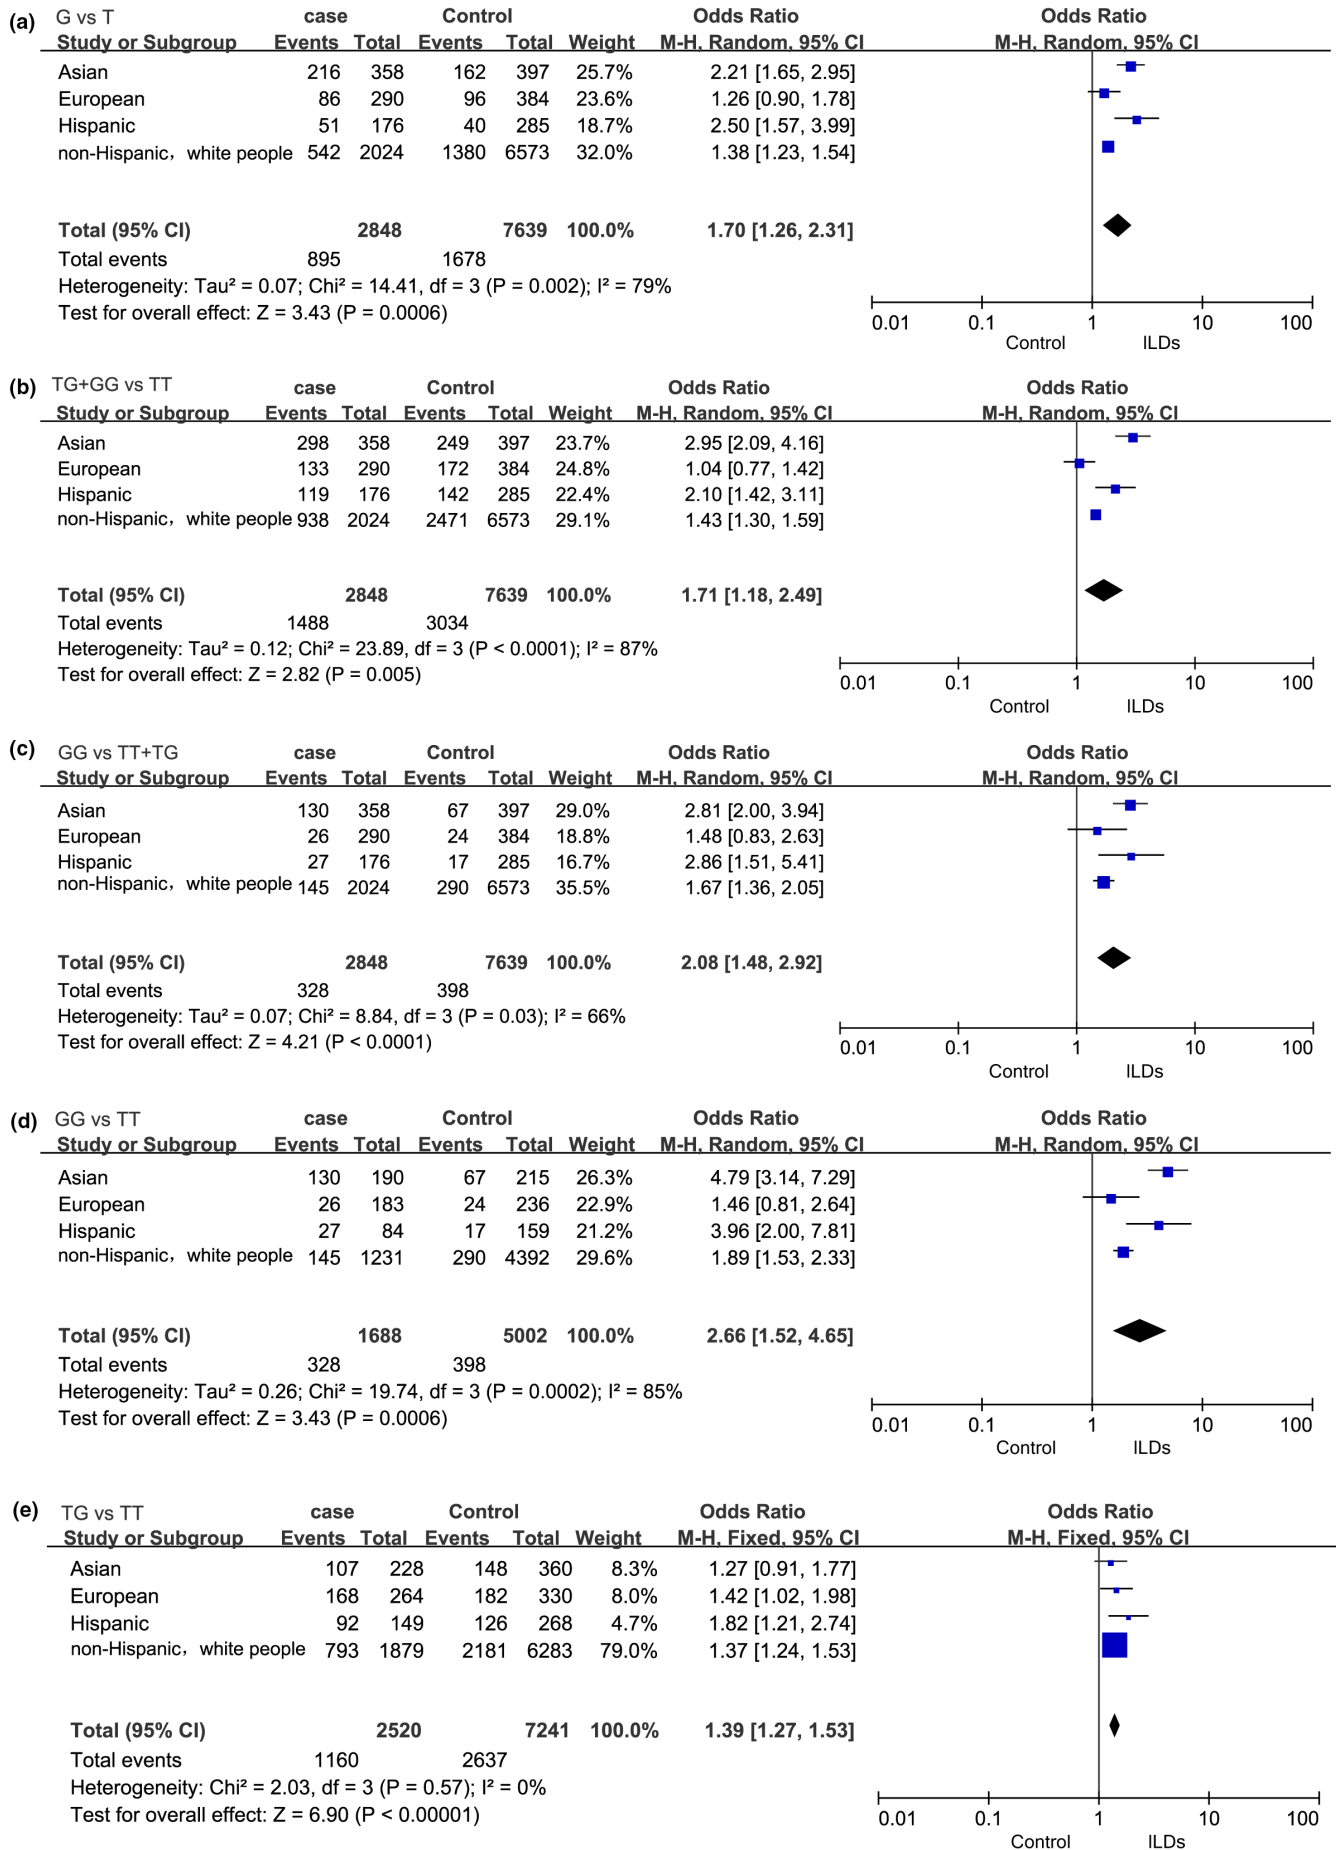 (a) G vs T case Control Odds Ratio Odds Ratio
Study or Subgroup Events Total Events Total Weight M-H, Random, 95% CI M-H, Random, 95% CI
Asian 216 358 162 397 25.7% 2.21 [1.65, 2.95]
European 86 290 96 384 23.6% 1.26 [0.90, 1.78]
Hispanic 51 176 40 285 18.7% 2.50 [1.57, 3.99]
non-Hispanic, white people 542 2024 1380 6573 32.0% 1.38 [1.23, 1.54]
Total (95% CI) 2848 7639 100.0% 1.70 [1.26, 2.31]
Total events 895 1678
Heterogeneity: Tau² = 0.07; Chi² = 14.41, df = 3 (P = 0.002); I² = 79%
Test for overall effect: Z = 3.43 (P = 0.0006)
0.01 0.1 1 10 100
Control ILDs
(b) TG+GG vs TT case Control Odds Ratio Odds Ratio
Study or Subgroup Events Total Events Total Weight M-H, Random, 95% CI M-H, Random, 95% CI
Asian 298 358 249 397 23.7% 2.95 [2.09, 4.16]
European 133 290 172 384 24.8% 1.04 [0.77, 1.42]
Hispanic 119 176 142 285 22.4% 2.10 [1.42, 3.11]
non-Hispanic, white people 938 2024 2471 6573 29.1% 1.43 [1.30, 1.59]
Total (95% CI) 2848 7639 100.0% 1.71 [1.18, 2.49]
Total events 1488 3034
Heterogeneity: Tau² = 0.12; Chi² = 23.89, df = 3 (P < 0.0001); I² = 87%
Test for overall effect: Z = 2.82 (P = 0.005)
0.01 0.1 1 10 100
Control ILDs
(c) GG vs TT+TG case Control Odds Ratio Odds Ratio
Study or Subgroup Events Total Events Total Weight M-H, Random, 95% CI M-H, Random, 95% CI
Asian 130 358 67 397 29.0% 2.81 [2.00, 3.94]
European 26 290 24 384 18.8% 1.48 [0.83, 2.63]
Hispanic 27 176 17 285 16.7% 2.86 [1.51, 5.41]
non-Hispanic, white people 145 2024 290 6573 35.5% 1.67 [1.36, 2.05]
Total (95% CI) 2848 7639 100.0% 2.08 [1.48, 2.92]
Total events 328 398
Heterogeneity: Tau² = 0.07; Chi² = 8.84, df = 3 (P = 0.03); I² = 66%
Test for overall effect: Z = 4.21 (P < 0.0001)
0.01 0.1 1 10 100
Control ILDs
(d) GG vs TT case Control Odds Ratio Odds Ratio
Study or Subgroup Events Total Events Total Weight M-H, Random, 95% CI M-H, Random, 95% CI
Asian 130 190 67 215 26.3% 4.79 [3.14, 7.29]
European 26 183 24 236 22.9% 1.46 [0.81, 2.64]
Hispanic 27 84 17 159 21.2% 3.96 [2.00, 7.81]
non-Hispanic, white people 145 1231 290 4392 29.6% 1.89 [1.53, 2.33]
Total (95% CI) 1688 5002 100.0% 2.66 [1.52, 4.65]
Total events 328 398
Heterogeneity: Tau² = 0.26; Chi² = 19.74, df = 3 (P = 0.0002); I² = 85%
Test for overall effect: Z = 3.43 (P = 0.0006)
0.01 0.1 1 10 100
Control ILDs
(e) TG vs TT case Control Odds Ratio Odds Ratio
Study or Subgroup Events Total Events Total Weight M-H, Fixed, 95% CI M-H, Fixed, 95% CI
Asian 107 228 148 360 8.3% 1.27 [0.91, 1.77]
European 168 264 182 330 8.0% 1.42 [1.02, 1.98]
Hispanic 92 149 126 268 4.7% 1.82 [1.21, 2.74]
non-Hispanic, white people 793 1879 2181 6283 79.0% 1.37 [1.24, 1.53]
Total (95% CI) 2520 7241 100.0% 1.39 [1.27, 1.53]
Total events 1160 2637
Heterogeneity: Chi² = 2.03, df = 3 (P = 0.57); I² = 0%
Test for overall effect: Z = 6.90 (P < 0.00001)
0.01 0.1 1 10 100
Control ILDs